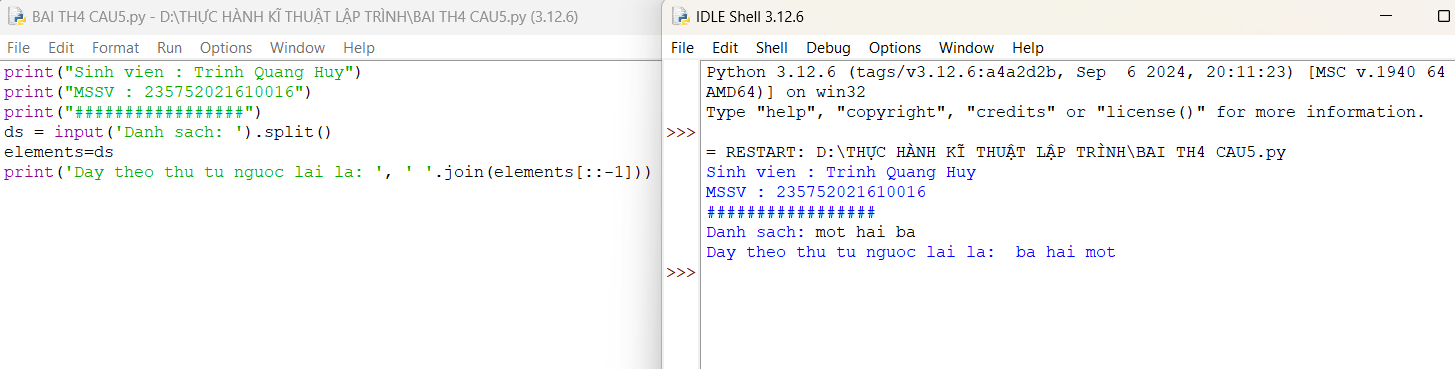 BAI TH4 CAU5.py - D:\THỰC HÀNH KĨ THUẬT LẬP TRÌNH\BAI TH4 CAU5.py (3.12.6)
File Edit Format Run Options Window Help
print("Sinh vien : Trinh Quang Huy")
print("MSSV : 235752021610016")
print("#################")
ds = input('Danh sach: ').split()
elements=ds
print('Day theo thu tu nguoc lai la: ', ' '.join(elements[::-1]))
IDLE Shell 3.12.6
File Edit Shell Debug Options Window Help
Python 3.12.6 (tags/v3.12.6:a4a2d2b, Sep  6 2024, 20:11:23) [MSC v.1940 64
AMD64)] on win32
Type "help", "copyright", "credits" or "license()" for more information.
>>>
= RESTART: D:\THỰC HÀNH KĨ THUẬT LẬP TRÌNH\BAI TH4 CAU5.py
Sinh vien : Trinh Quang Huy
MSSV : 235752021610016
#################
Danh sach: mot hai ba
Day theo thu tu nguoc lai la:  ba hai mot
>>>